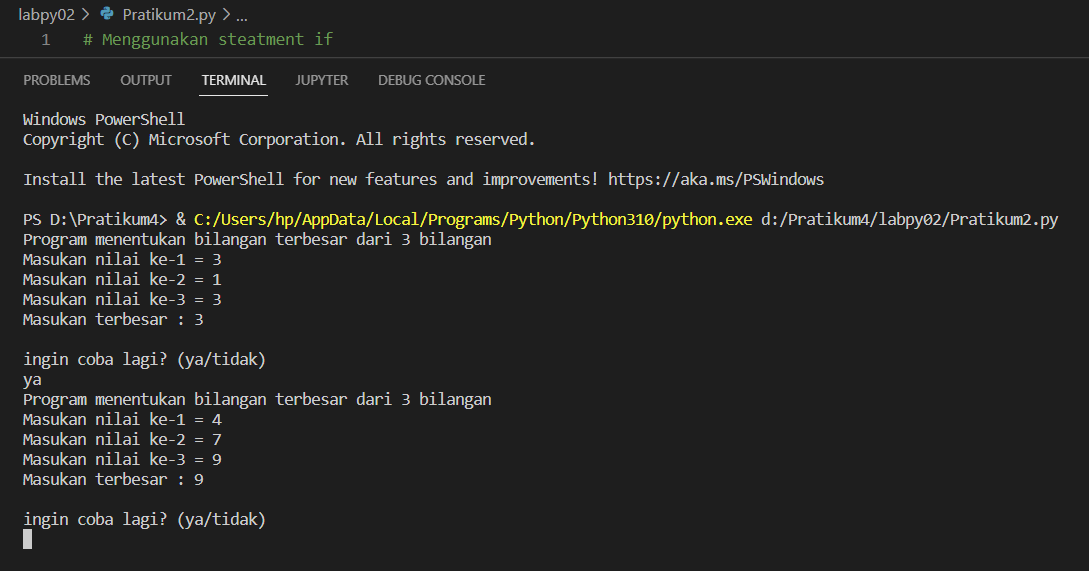 labpy02 > Pratikum2.py > ...
1 # Menggunakan steatment if
PROBLEMS OUTPUT TERMINAL JUPYTER DEBUG CONSOLE
Windows PowerShell
Copyright (C) Microsoft Corporation. All rights reserved.
Install the latest PowerShell for new features and improvements! https://aka.ms/PSWindows
PS D:\Pratikum4> & C:/Users/hp/AppData/Local/Programs/Python/Python310/python.exe d:/Pratikum4/labpy02/Pratikum2.py
Program menentukan bilangan terbesar dari 3 bilangan
Masukan nilai ke-1 = 3
Masukan nilai ke-2 = 1
Masukan nilai ke-3 = 3
Masukan terbesar : 3
ingin coba lagi? (ya/tidak)
ya
Program menentukan bilangan terbesar dari 3 bilangan
Masukan nilai ke-1 = 4
Masukan nilai ke-2 = 7
Masukan nilai ke-3 = 9
Masukan terbesar : 9
ingin coba lagi? (ya/tidak)